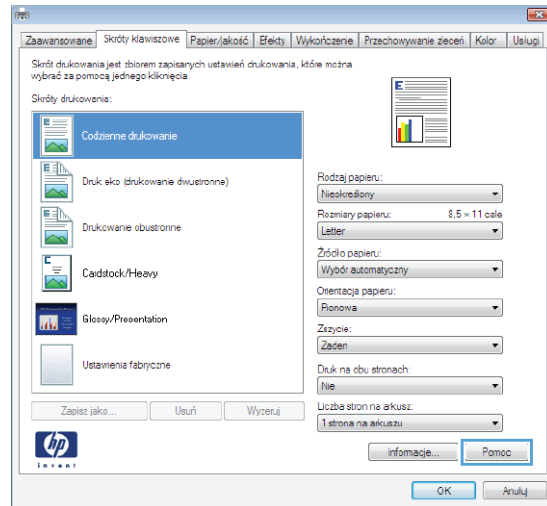 Zaawansowane Skróty klawiszowe Papier/jakość Efekty Wykończenie Przechowywanie zleceń Kolor Usługi
Skrót drukowania jest zbiorem zapisanych ustawień drukowania, które można
wybrać za pomocą jednego kliknięcia.
Skróty drukowania:
Codzienne drukowanie
Druk eko (drukowanie dwustronne)
Drukowanie obustronne
Cardstock/Heavy
Glossy/Presentation
Ustawienia fabryczne
Zapisz jako... Usuń Wyzeruj
Rodzaj papieru:
Nieokreślony
Rozmiary papieru: 8,5 × 11 cale
Letter
Źródło papieru:
Wybór automatyczny
Orientacja papieru:
Pionowa
Zszycie:
Żaden
Druk na obu stronach:
Nie
Liczba stron na arkusz:
1 strona na arkuszu
hp
invent
Informacje... Pomoc
OK Anuluj